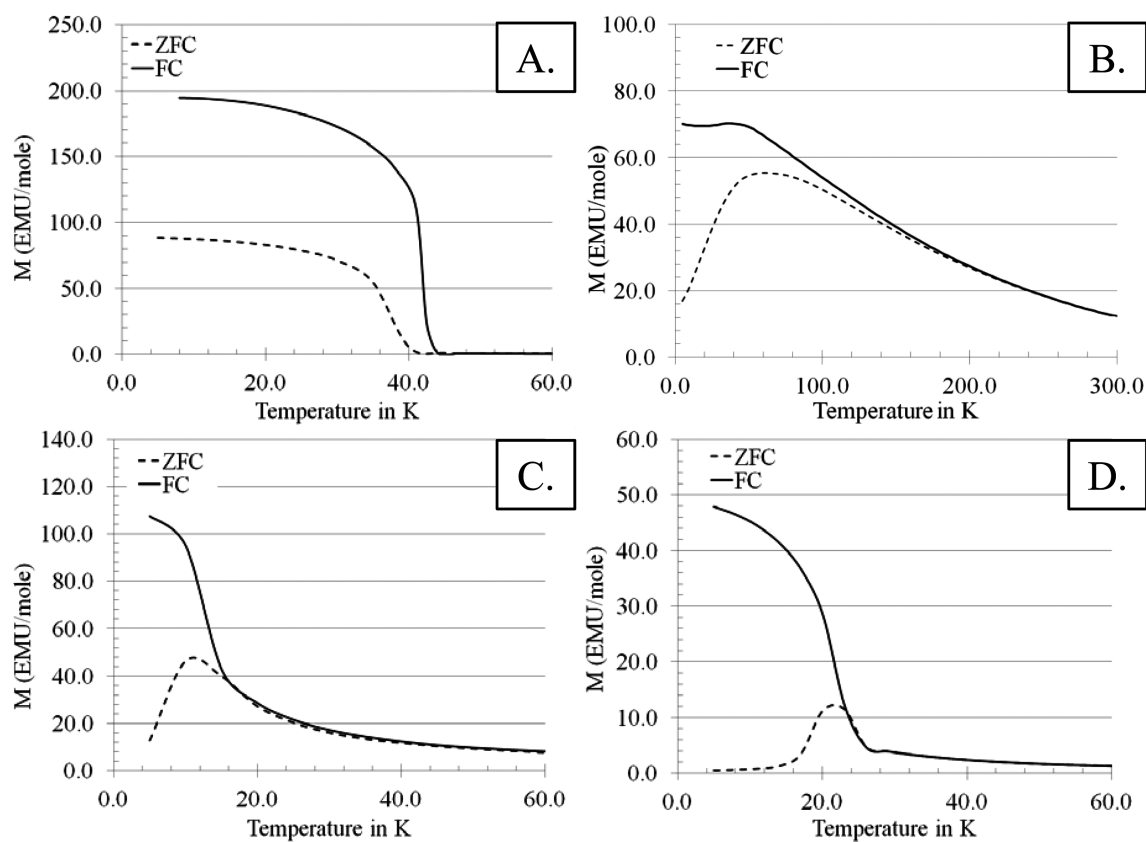 A.
250.0
200.0
150.0
100.0
50.0
0.0
M (EMU/mole)
ZFC
FC
0.0 20.0 40.0 60.0
Temperature in K
B.
100.0
80.0
60.0
40.0
20.0
0.0
M (EMU/mole)
ZFC
FC
0.0 100.0 200.0 300.0
Temperature in K
C.
140.0
120.0
100.0
80.0
60.0
40.0
20.0
0.0
M (EMU/mole)
ZFC
FC
0.0 20.0 40.0 60.0
Temperature in K
D.
60.0
50.0
40.0
30.0
20.0
10.0
0.0
M (EMU/mole)
ZFC
FC
0.0 20.0 40.0 60.0
Temperature in K